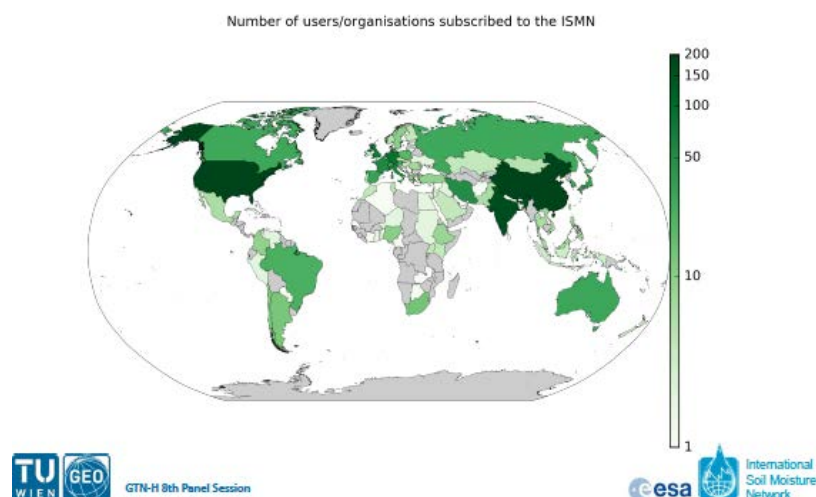 Number of users/organisations subscribed to the ISMN
200
150
100
50
10
1
TU
WIEN
GEO
GTN-H 8th Panel Session
esa
International
Soil Moisture
Network